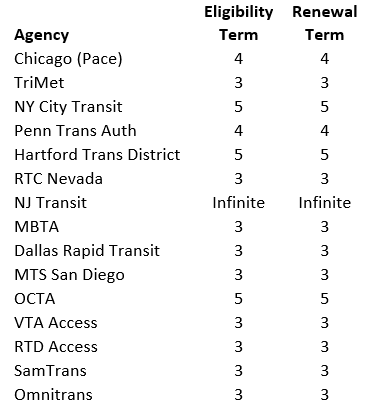 Eligibility Renewal
Agency Term Term
Chicago (Pace) 4 4
TriMet 3 3
NY City Transit 5 5
Penn Trans Auth 4 4
Hartford Trans District 5 5
RTC Nevada 3 3
NJ Transit Infinite Infinite
MBTA 3 3
Dallas Rapid Transit 3 3
MTS San Diego 3 3
OCTA 5 5
VTA Access 3 3
RTD Access 3 3
SamTrans 3 3
Omnitrans 3 3